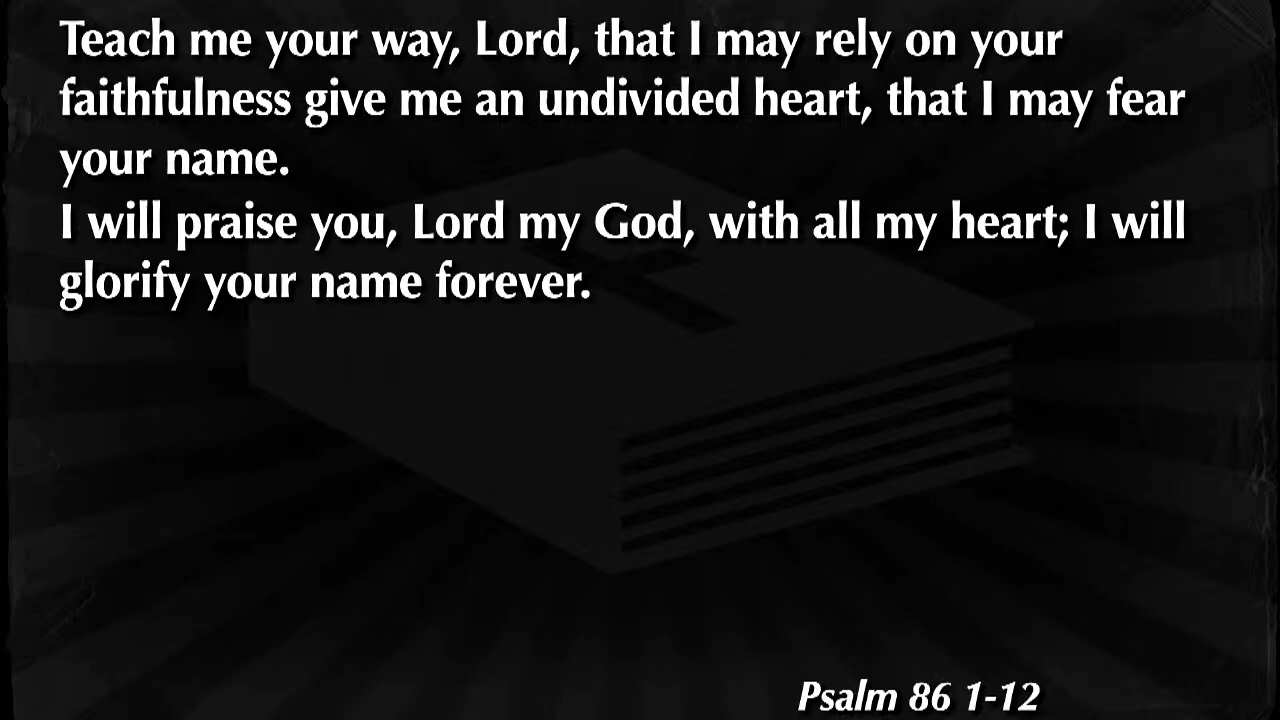 Teach me your way, Lord, that I may rely on your
faithfulness give me an undivided heart, that I may fear
your name.
I will praise you, Lord my God, with all my heart; I will
glorify your name forever.
Psalm 86 1-12